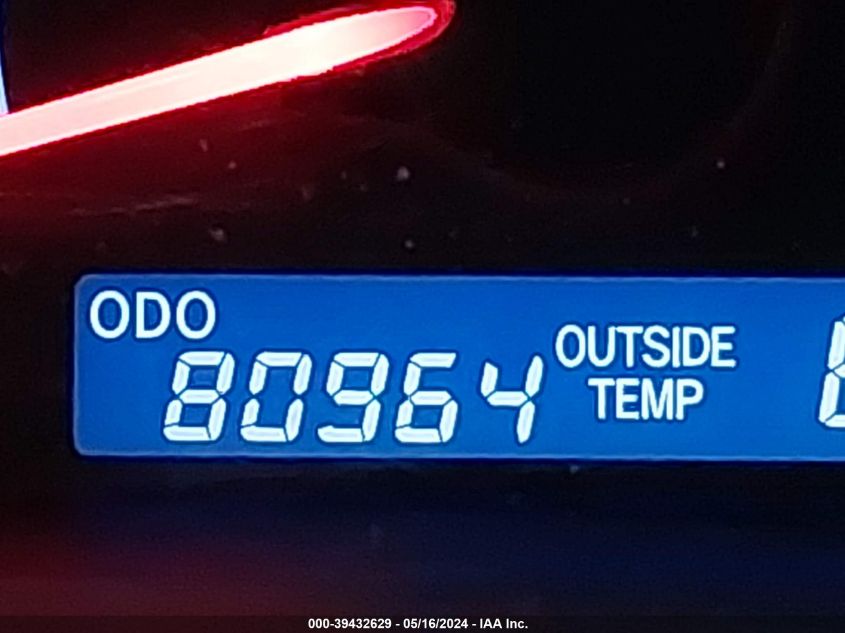 ODO
80964
OUTSIDE
TEMP
000-39432629 - 05/16/2024 - IAA Inc.